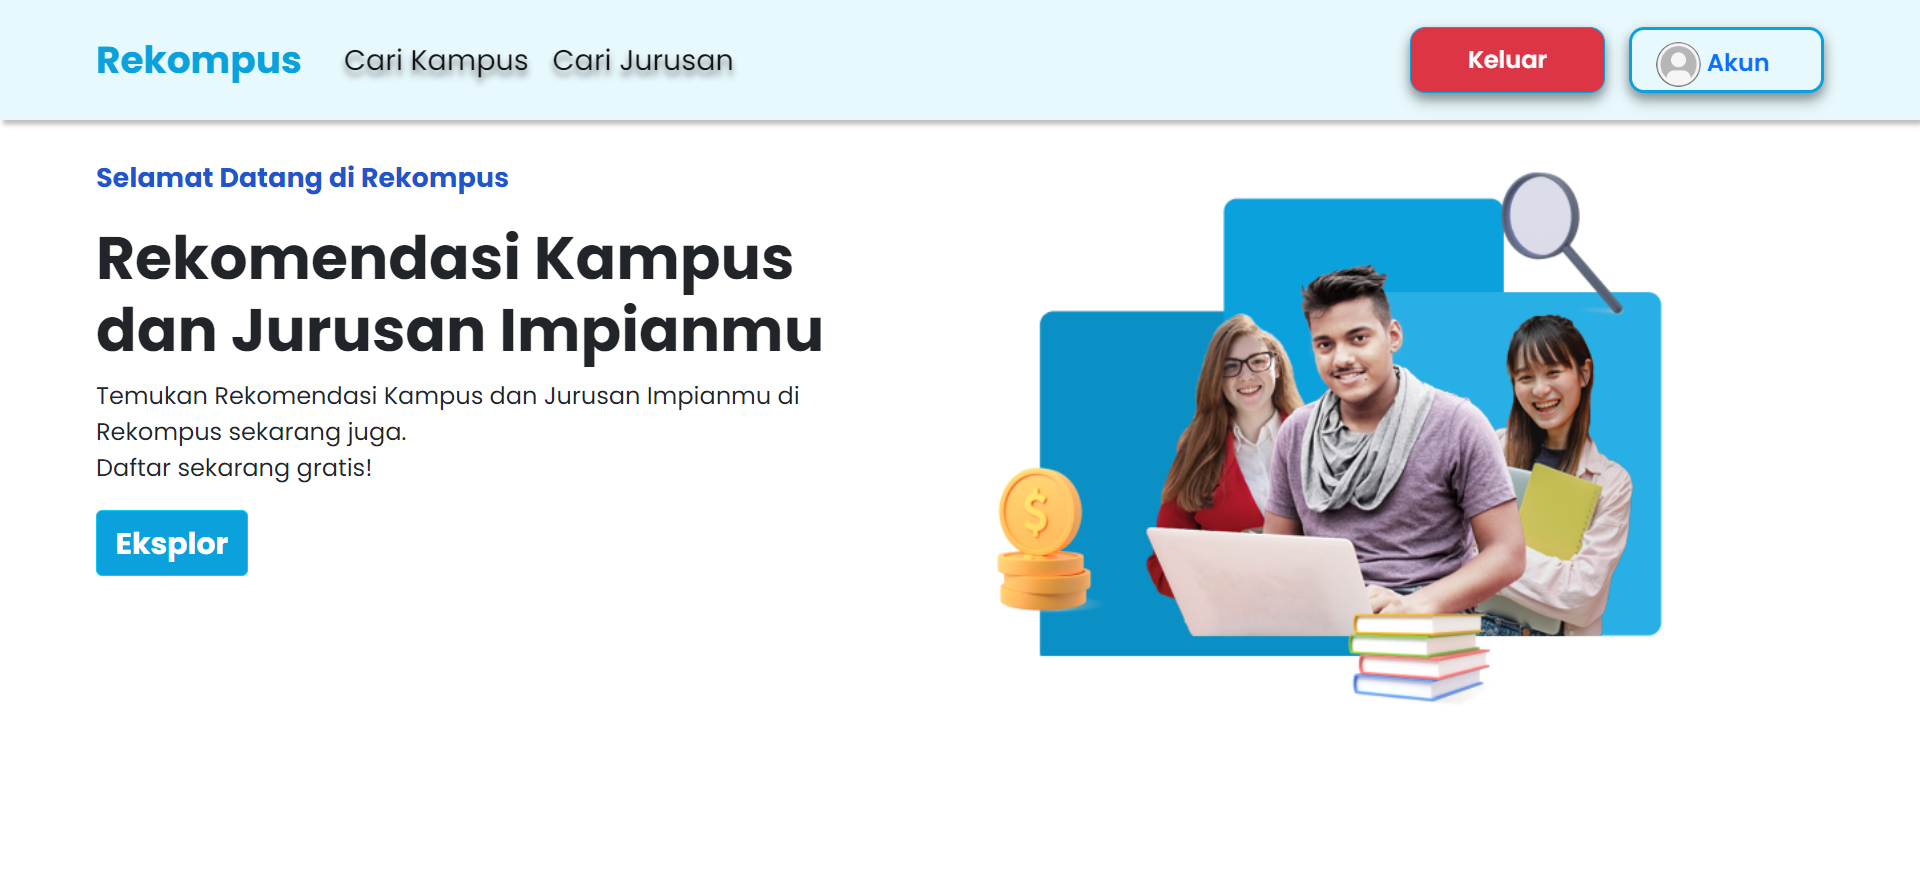 Rekompus
Cari Kampus
Cari Jurusan
Keluar
Akun
Selamat Datang di Rekompus
Rekomendasi Kampus
dan Jurusan Impianmu
Temukan Rekomendasi Kampus dan Jurusan Impianmu di
Rekompus sekarang juga.
Daftar sekarang gratis!
Eksplor
$